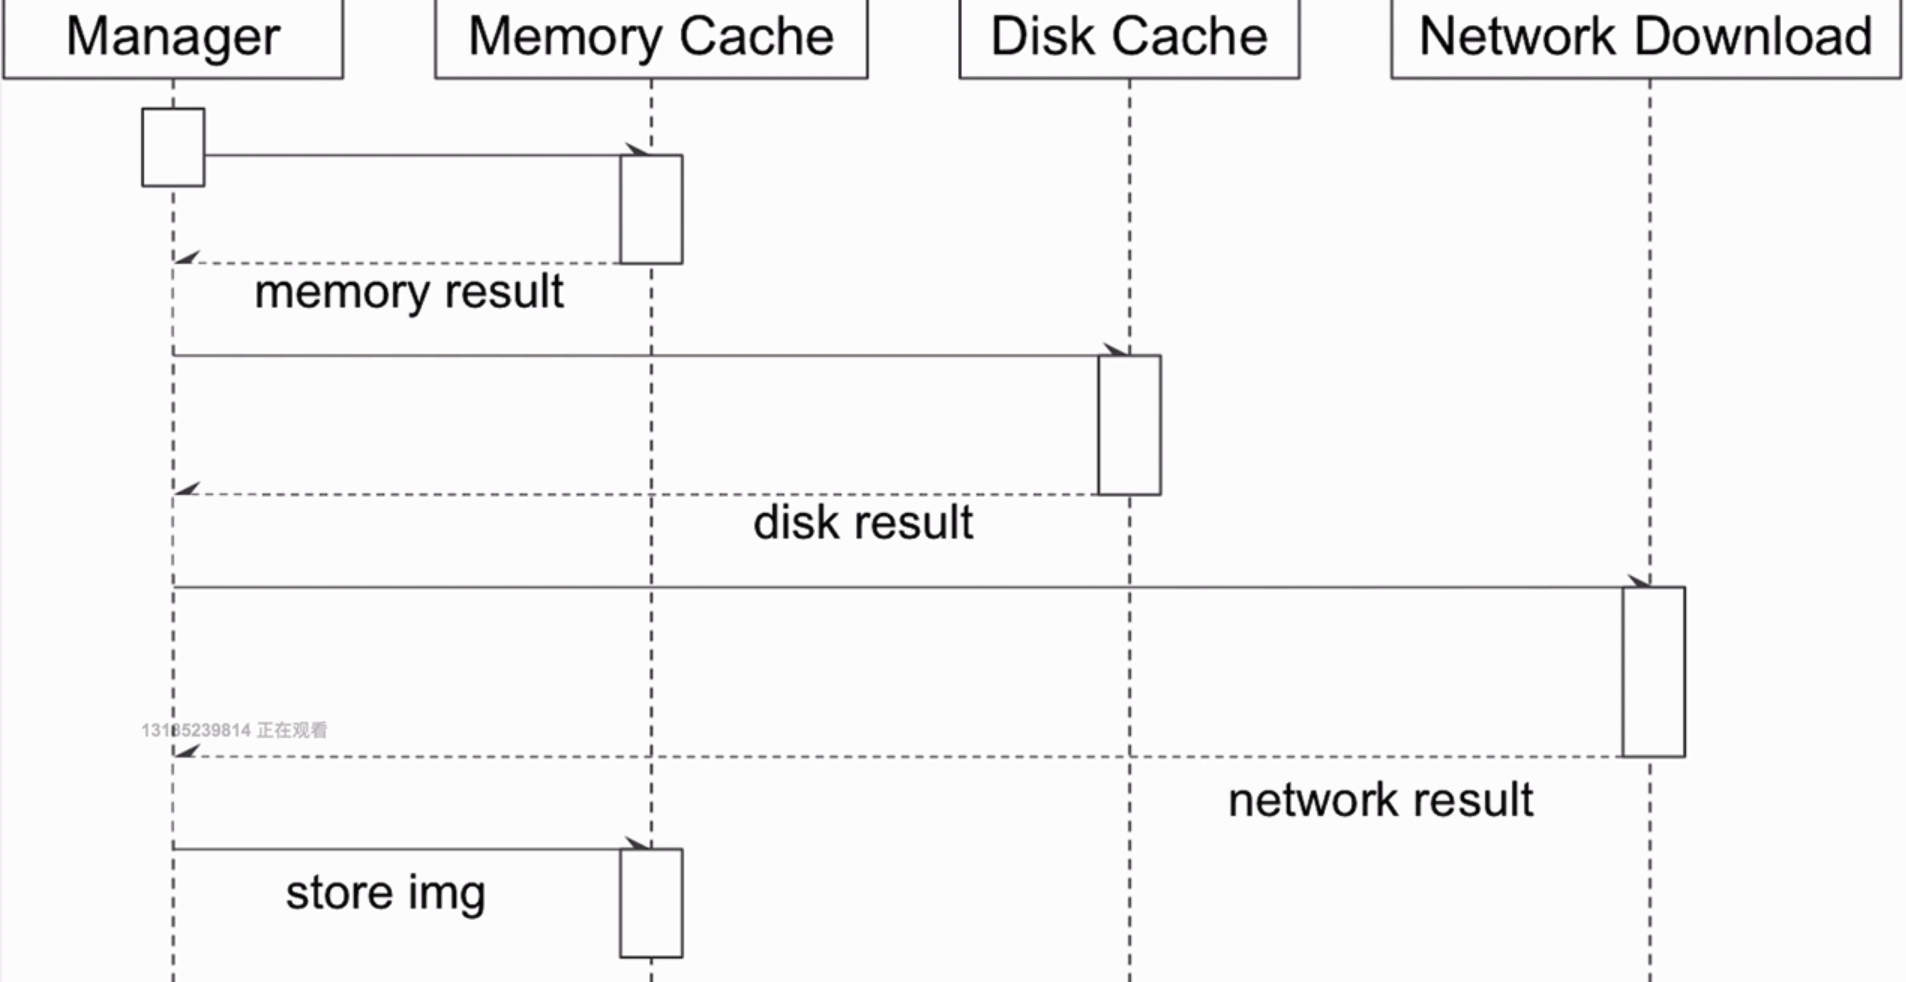 Manager
Memory Cache
Disk Cache
Network Download
memory result
disk result
13185239814 正在观看
network result
store img